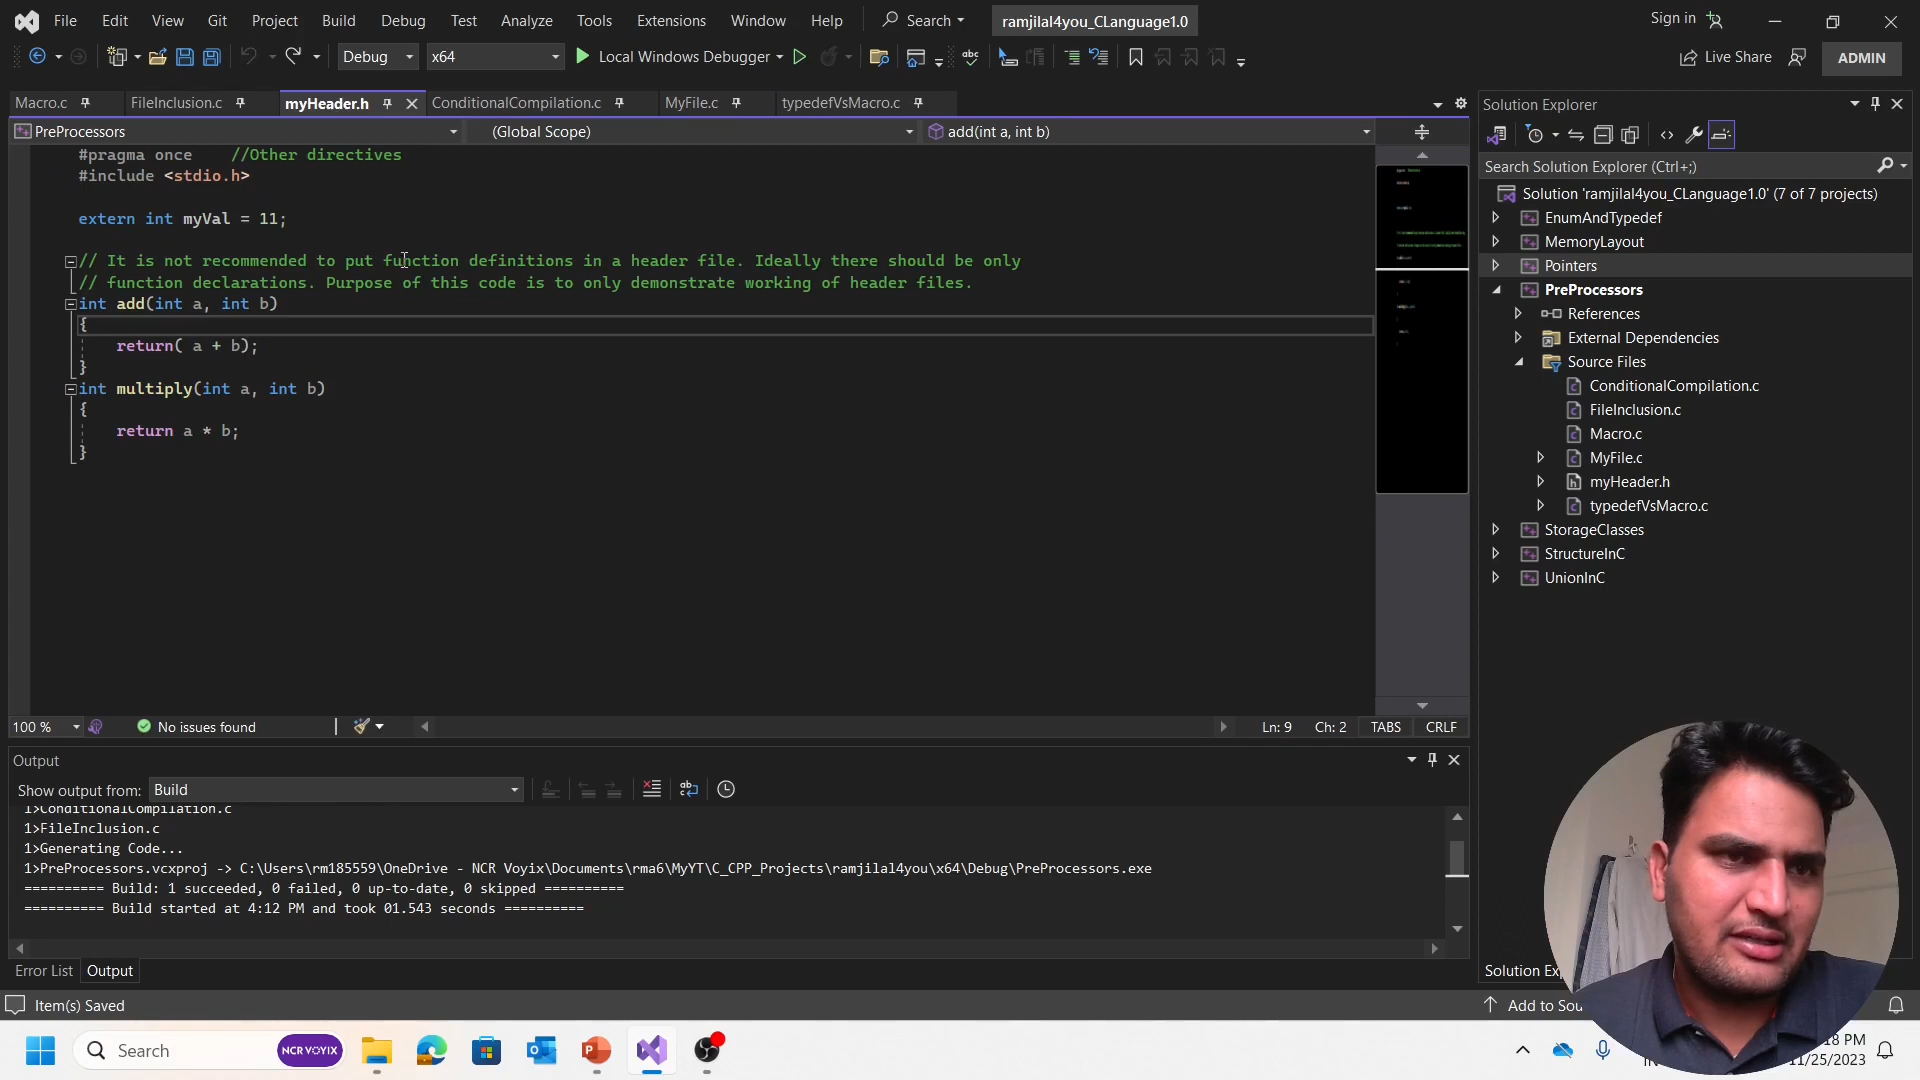 File Edit View Git Project Build Debug Test Analyze Tools Extensions Window Help Search ramjilal4you_CLanguage1.0 Sign in
Debug x64 Local Windows Debugger Live Share ADMIN
Macro.c FileInclusion.c myHeader.h ConditionalCompilation.c MyFile.c typedefVsMacro.c
PreProcessors (Global Scope) add(int a, int b)
#pragma once //Other directives
#include <stdio.h>
extern int myVal = 11;
// It is not recommended to put function definitions in a header file. Ideally there should be only
// function declarations. Purpose of this code is to only demonstrate working of header files.
int add(int a, int b)
{
return( a + b);
}
int multiply(int a, int b)
{
return a * b;
}
100 % No issues found Ln: 9 Ch: 2 TABS CRLF
Output
Show output from: Build
1>ConditionalCompilation.c
1>FileInclusion.c
1>Generating Code...
1>PreProcessors.vcxproj -> C:\Users\rm185559\OneDrive - NCR Voyix\Documents\rma6\MyYT\C_CPP_Projects\ramjilal4you\x64\Debug\PreProcessors.exe
========== Build: 1 succeeded, 0 failed, 0 up-to-date, 0 skipped ==========
========== Build started at 4:12 PM and took 01.543 seconds ==========
Error List Output
Solution Explorer
Search Solution Explorer (Ctrl+;)
Solution 'ramjilal4you_CLanguage1.0' (7 of 7 projects)
EnumAndTypedef
MemoryLayout
Pointers
PreProcessors
References
External Dependencies
Source Files
ConditionalCompilation.c
FileInclusion.c
Macro.c
MyFile.c
myHeader.h
typedefVsMacro.c
StorageClasses
StructureInC
UnionInC
Solution
Item(s) Saved Add to
Search NCR VOYIX
18 PM
11/25/2023